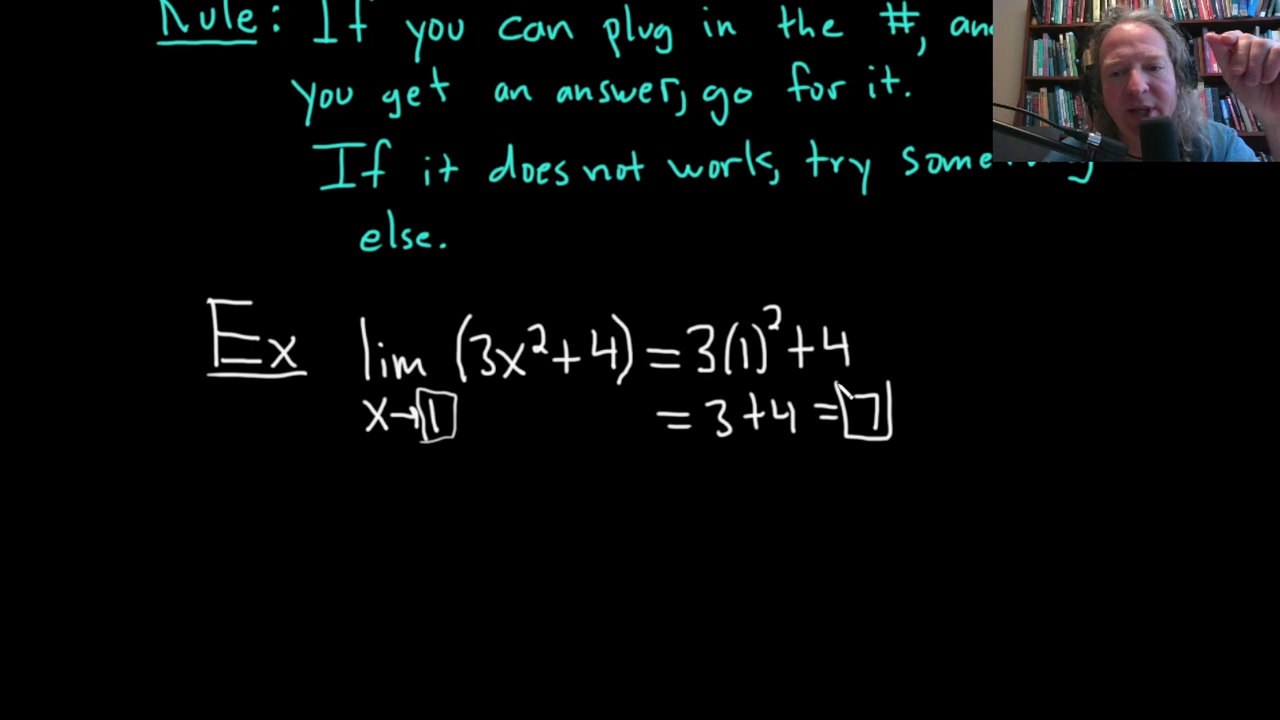 Rule: If you can plug in the #, and
you get an answer, go for it.
If it does not work, try
else.
Ex lim (3x²+4) = 3(1)²+4
x→1 = 3+4 = 7